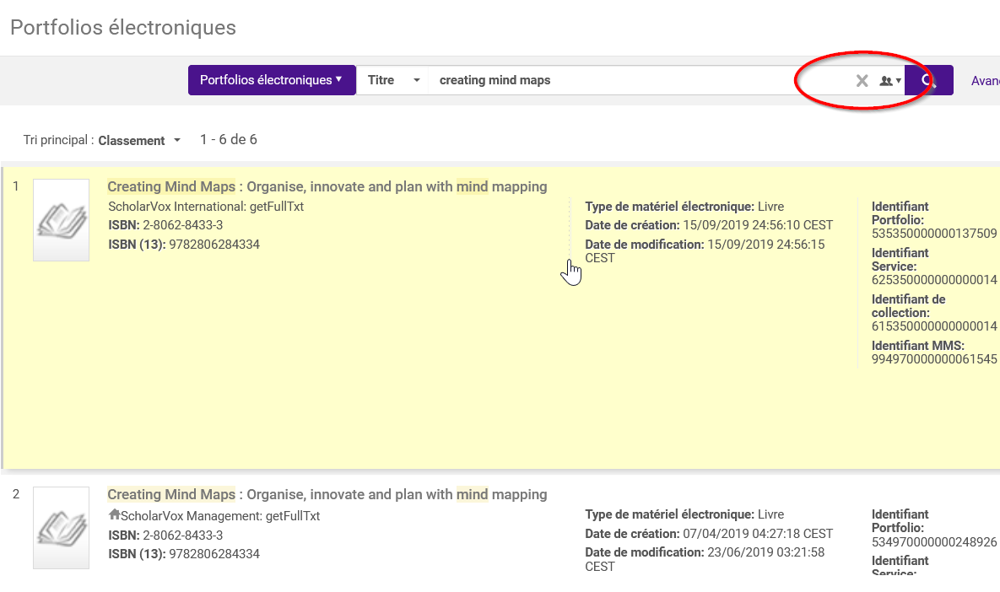 Portfolios électroniques
Portfolios électroniques Titre creating mind maps Avan
Tri principal : Classement 1 - 6 de 6
1
Creating Mind Maps : Organise, innovate and plan with mind mapping
ScholarVox International: getFullTxt
ISBN: 2-8062-8433-3
ISBN (13): 9782806284334
Type de matériel électronique: Livre
Date de création: 15/09/2019 24:56:10 CEST
Date de modification: 15/09/2019 24:56:15
CEST
Identifiant
Portfolio:
535350000000137509
Identifiant
Service:
625350000000000014
Identifiant de
collection:
615350000000000014
Identifiant MMS:
994970000000061545
2
Creating Mind Maps : Organise, innovate and plan with mind mapping
ScholarVox Management: getFullTxt
ISBN: 2-8062-8433-3
ISBN (13): 9782806284334
Type de matériel électronique: Livre
Date de création: 07/04/2019 04:27:18 CEST
Date de modification: 23/06/2019 03:21:58
CEST
Identifiant
Portfolio:
534970000000248926
Identifiant
Service: